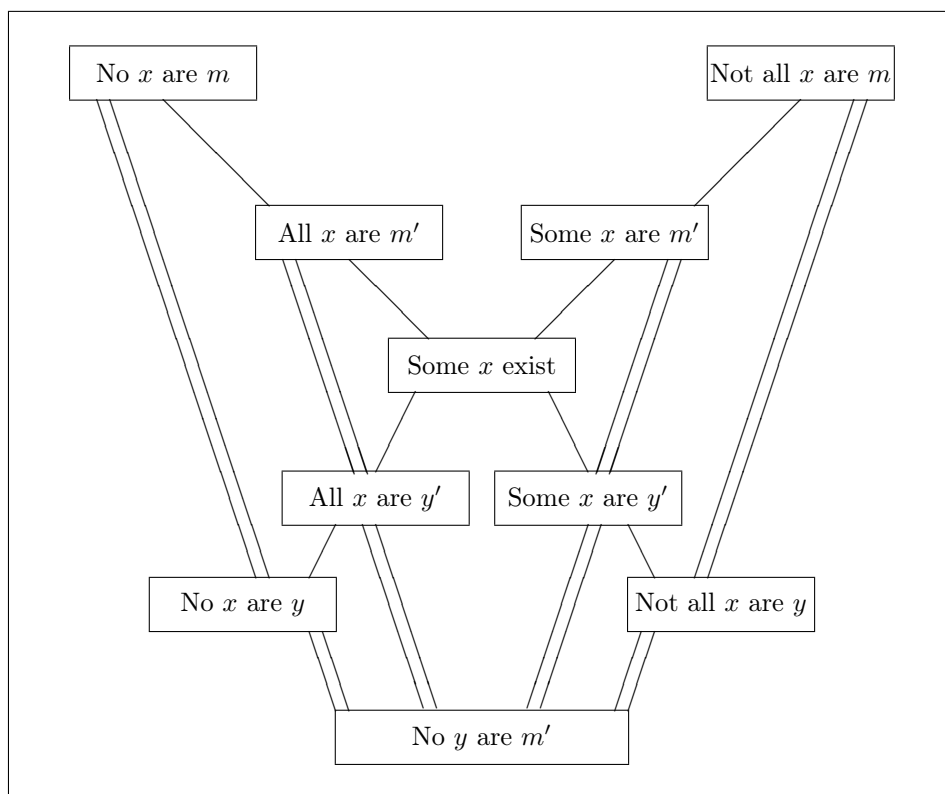 No x are m
Not all x are m
All x are m′
Some x are m′
Some x exist
All x are y′
Some x are y′
No x are y
Not all x are y
No y are m′